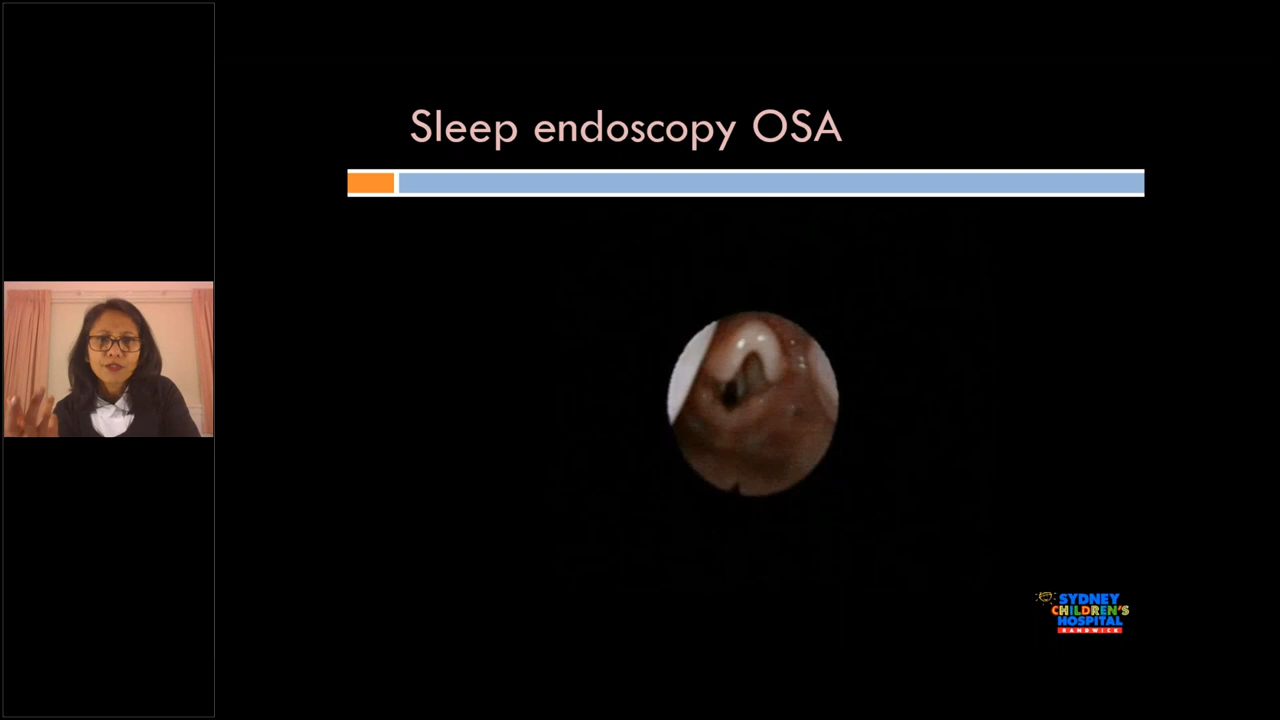 Sleep endoscopy OSA
SYDNEY
CHILDREN'S
HOSPITAL
RANDWICK